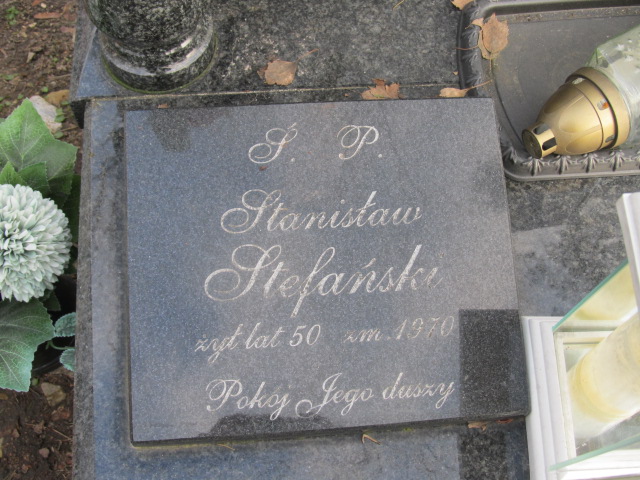 Ś. P.
Stanisław
Stefański
żył lat 50 zm. 1970
Pokój Jego duszy